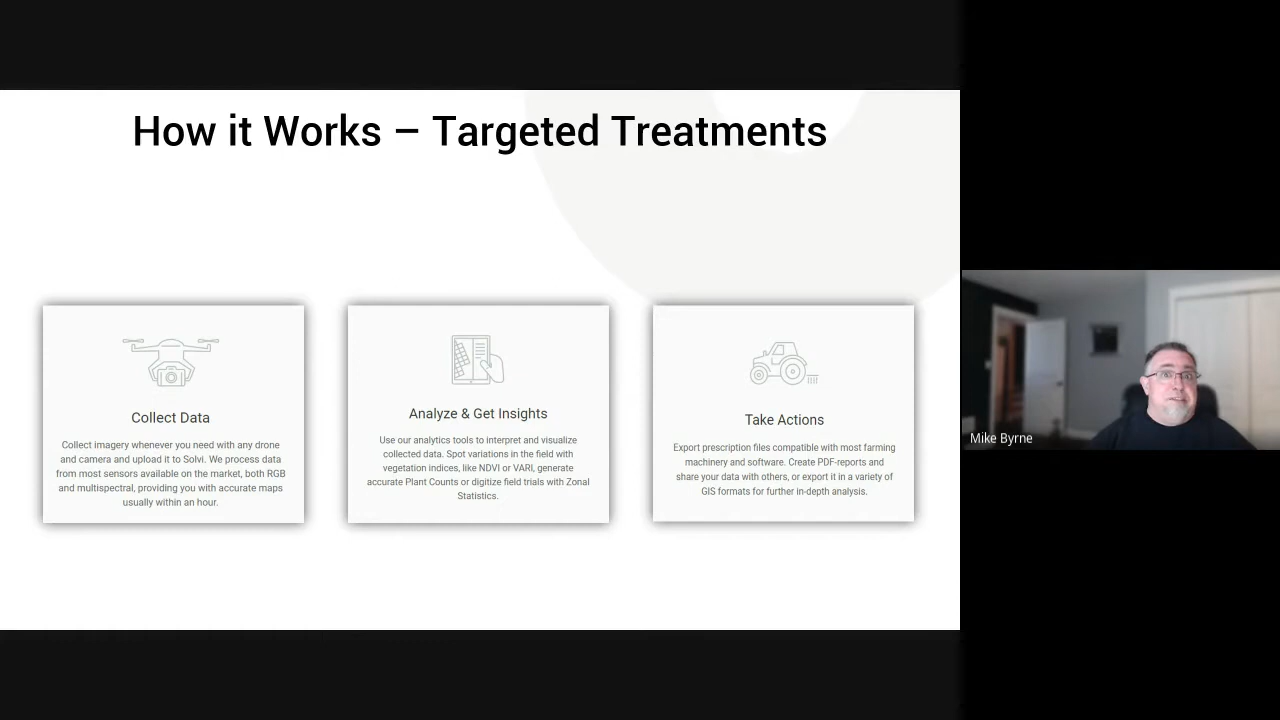 How it Works – Targeted Treatments
Collect Data
Collect imagery whenever you need with any drone
and camera and upload it to Solvi. We process data
from most sensors available on the market, both RGB
and multispectral, providing you with accurate maps
usually within an hour.
Analyze & Get Insights
Use our analytics tools to interpret and visualize
collected data. Spot variations in the field with
vegetation indices, like NDVI or VARI, generate
accurate Plant Counts or digitize field trials with Zonal
Statistics.
Take Actions
Export prescription files compatible with most farming
machinery and software. Create PDF-reports and
share your data with others, or export it in a variety of
GIS formats for further in-depth analysis.
Mike Byrne